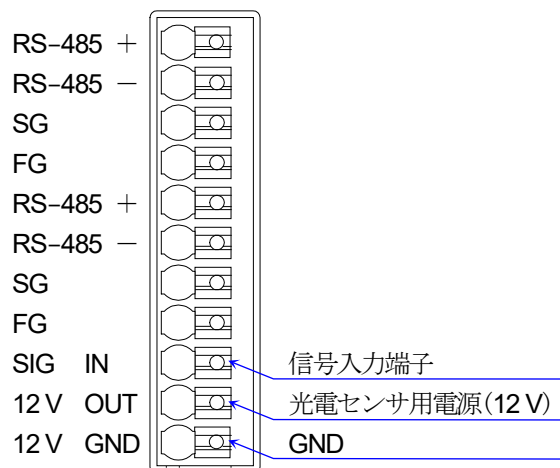 RS-485 +
RS-485 −
SG
FG
RS-485 +
RS-485 −
SG
FG
SIG IN 信号入力端子
12 V OUT 光電センサ用電源(12 V)
12 V GND GND